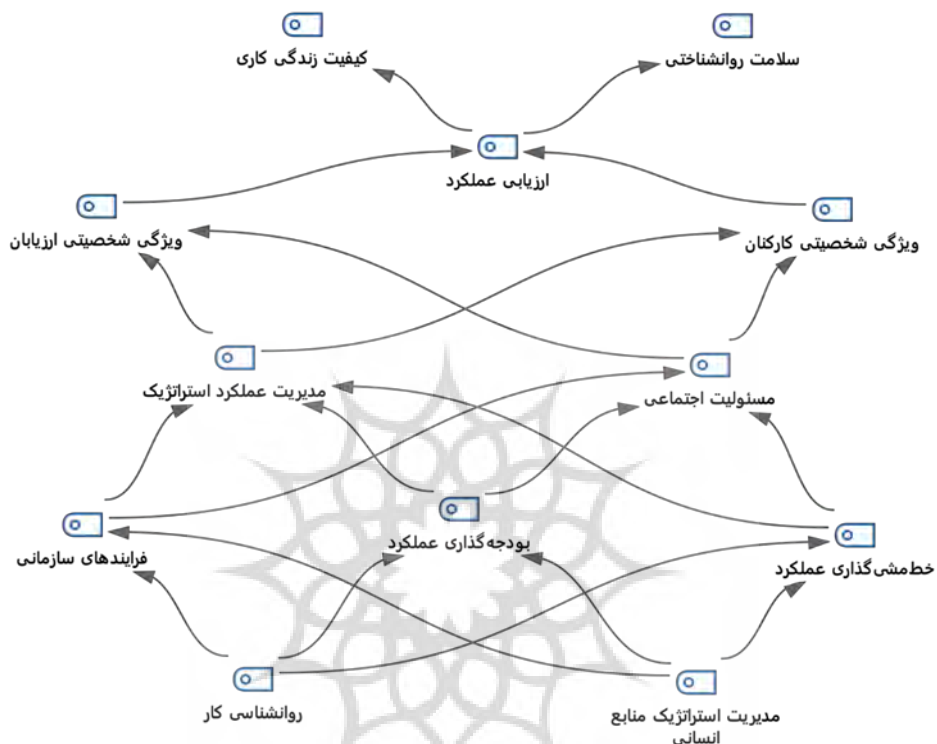 سلامت روانشناختی
کیفیت زندگی کاری
ارزیابی عملکرد
ویژگی شخصیتی کارکنان
ویژگی شخصیتی ارزیابان
مسئولیت اجتماعی
مدیریت عملکرد استراتژیک
خط‌مشی‌گذاری عملکرد
بودجه‌گذاری عملکرد
فرایندهای سازمانی
مدیریت استراتژیک منابع
انسانی
روانشناسی کار